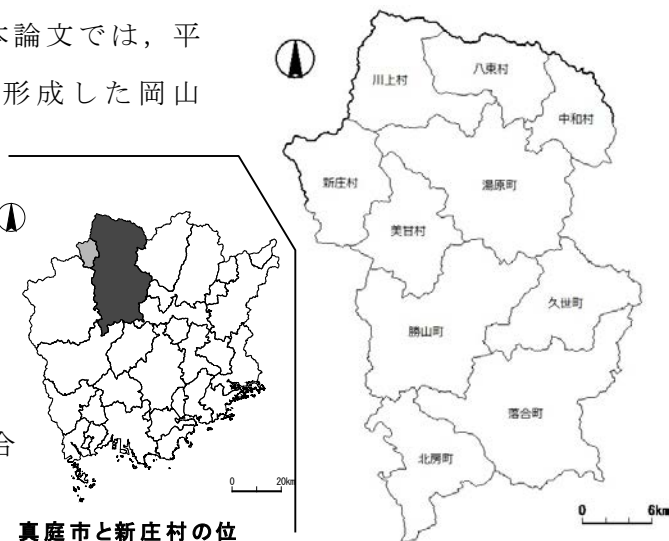 本論文では，平
形成した岡山
合
0 20km
真庭市と新庄村の位
川上村
八束村
中和村
新庄村
湯原町
美甘村
久世町
勝山町
落合町
北房町
0 6km